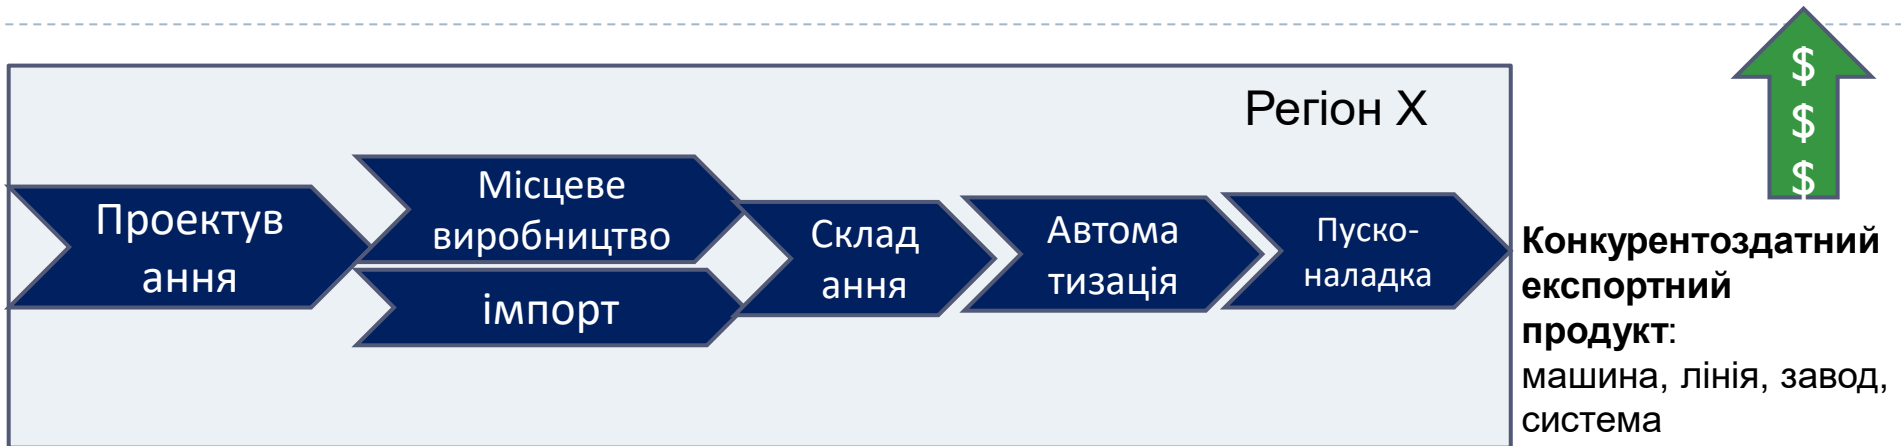 Регіон X
Проектув
ання
Місцеве
виробництво
імпорт
Склад
ання
Автома
тизація
Пуско-
наладка
$
$
$
Конкурентоздатний
експортний
продукт:
машина, лінія, завод,
система